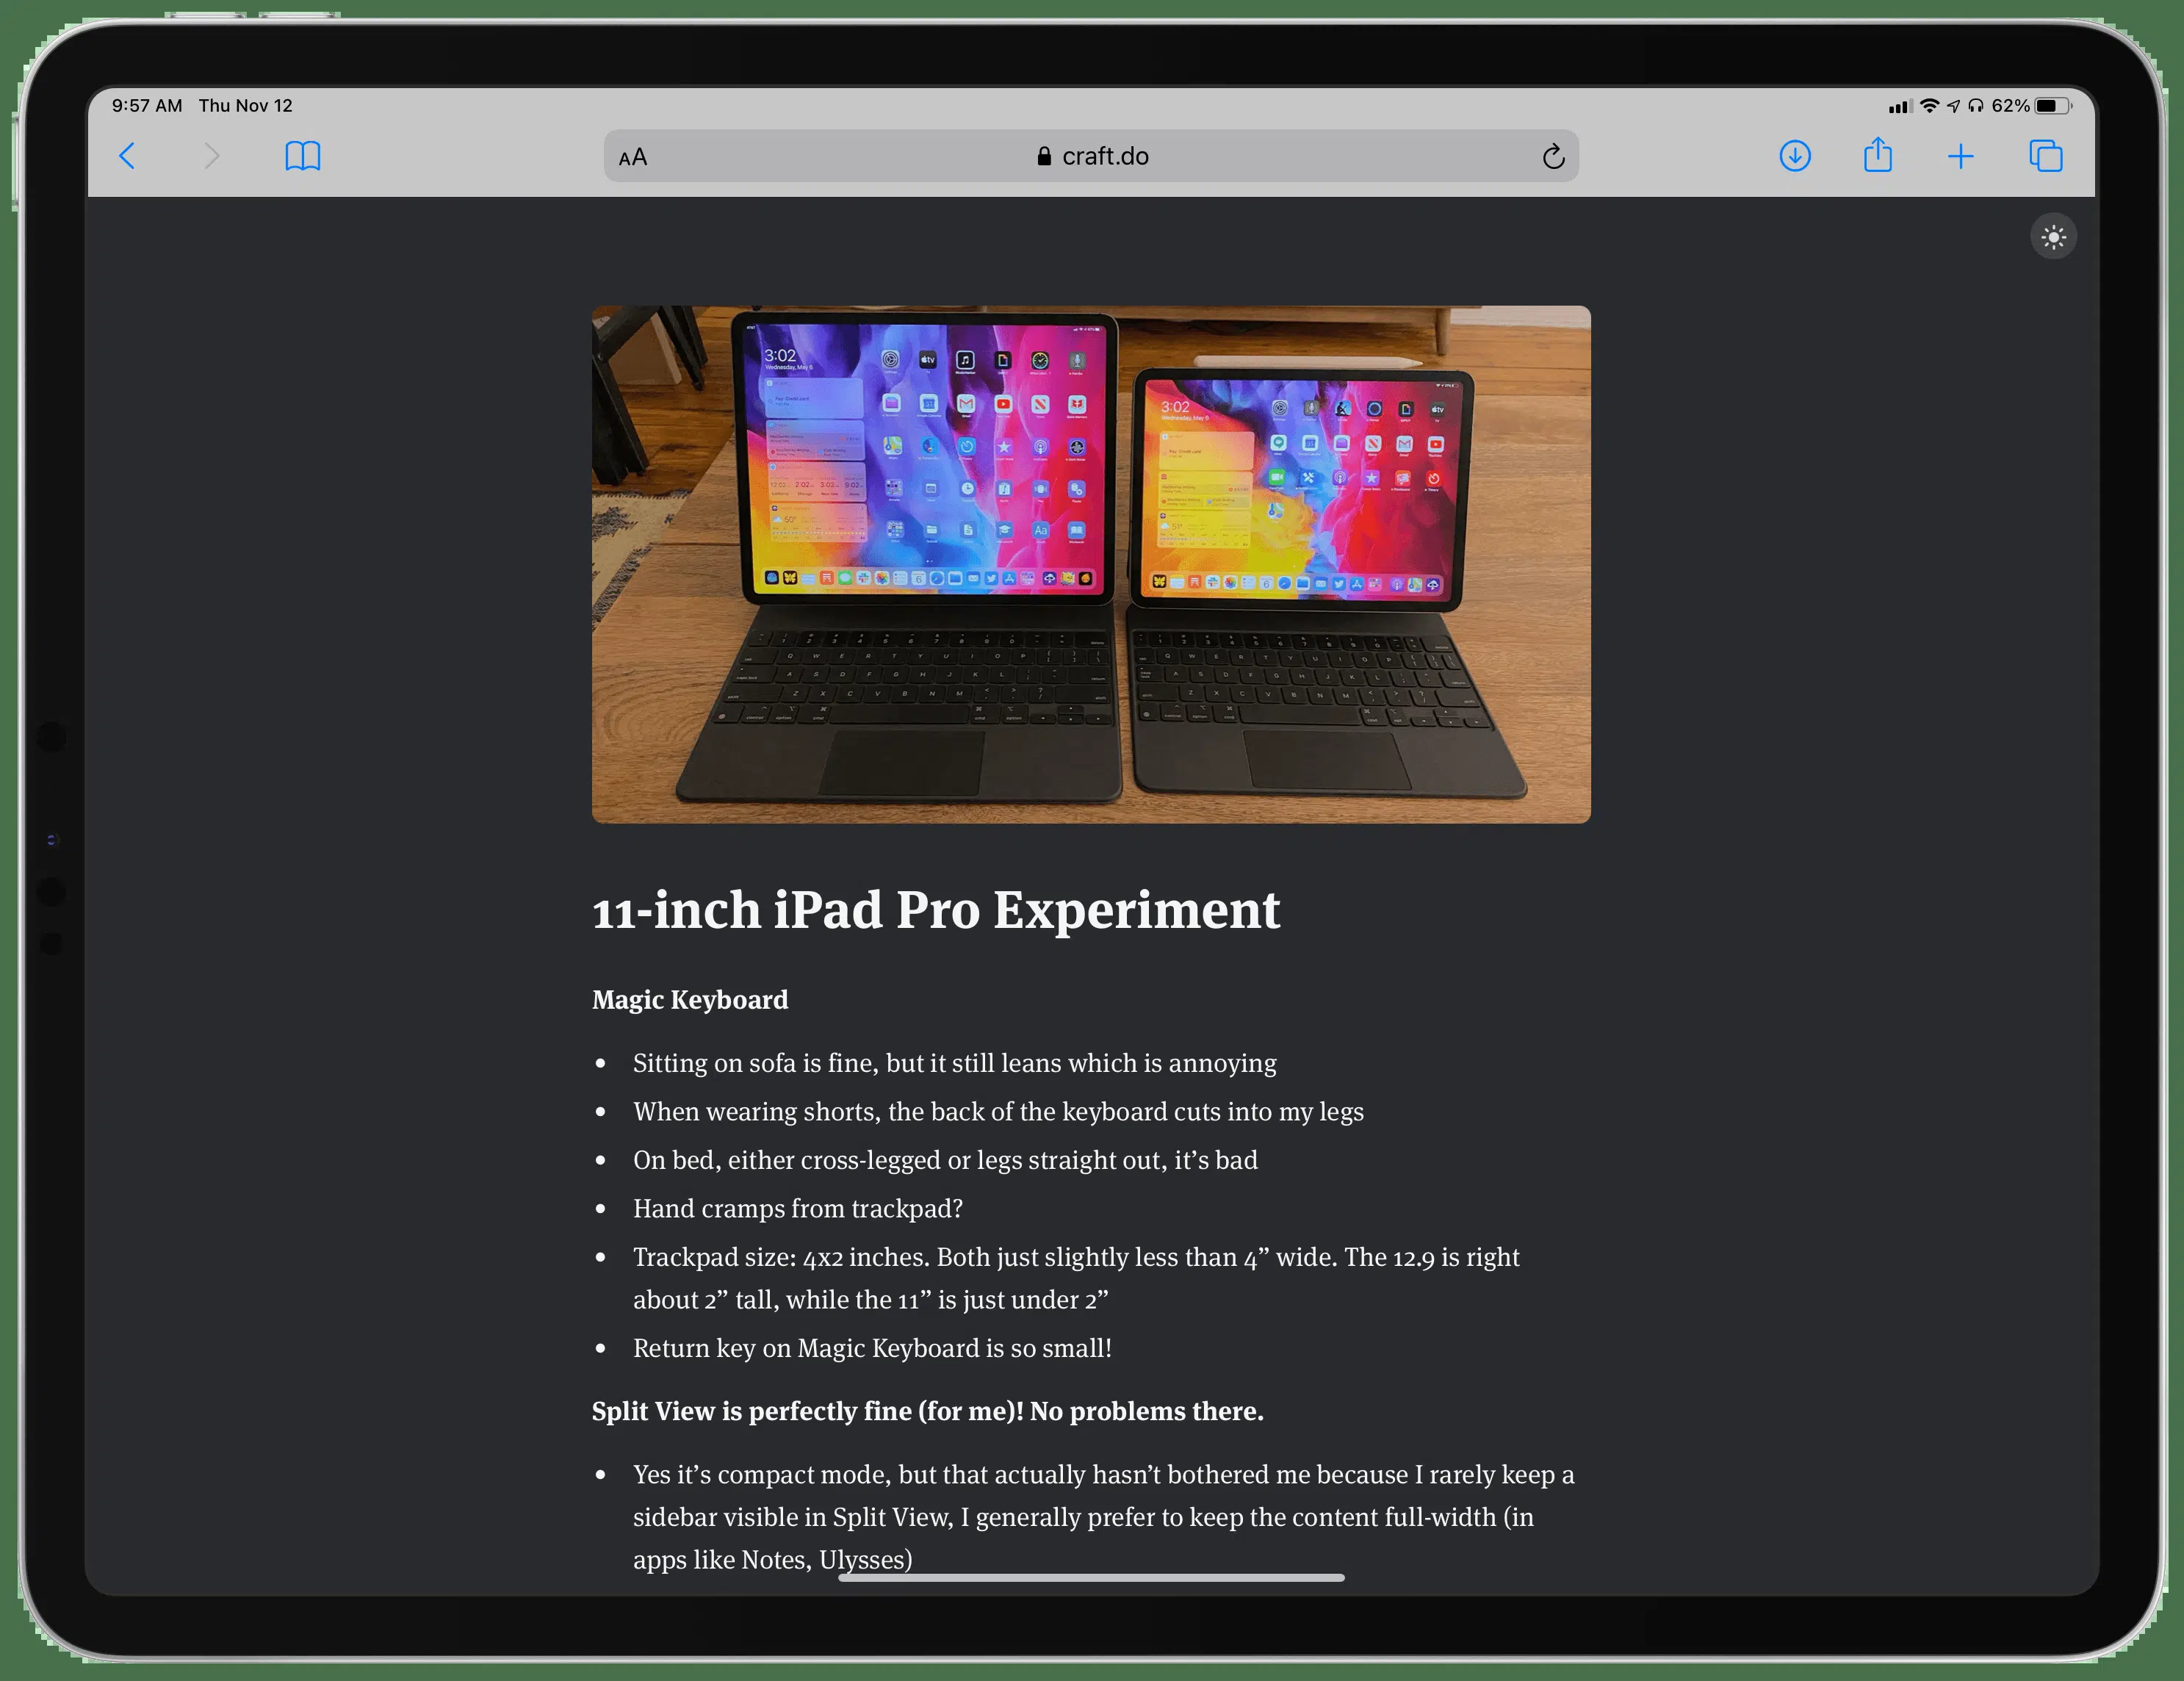 9:57 AM Thu Nov 12
62%
AA
craft.do
3:02
Wednesday, May 6
3:02
Wednesday, May 6
11-inch iPad Pro Experiment
Magic Keyboard
• Sitting on sofa is fine, but it still leans which is annoying
• When wearing shorts, the back of the keyboard cuts into my legs
• On bed, either cross-legged or legs straight out, it’s bad
• Hand cramps from trackpad?
• Trackpad size: 4x2 inches. Both just slightly less than 4” wide. The 12.9 is right
about 2” tall, while the 11” is just under 2”
• Return key on Magic Keyboard is so small!
Split View is perfectly fine (for me)! No problems there.
• Yes it’s compact mode, but that actually hasn’t bothered me because I rarely keep a
sidebar visible in Split View, I generally prefer to keep the content full-width (in
apps like Notes, Ulysses)